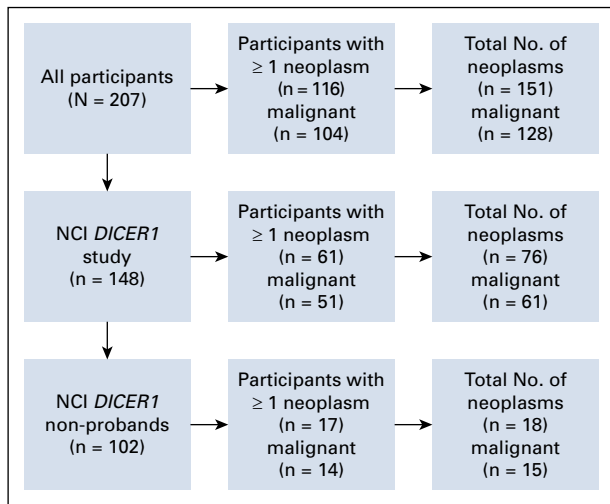 All participants
(N = 207)
Participants with
≥ 1 neoplasm
(n = 116)
malignant
(n = 104)
Total No. of
neoplasms
(n = 151)
malignant
(n = 128)
NCI DICER1
study
(n = 148)
Participants with
≥ 1 neoplasm
(n = 61)
malignant
(n = 51)
Total No. of
neoplasms
(n = 76)
malignant
(n = 61)
NCI DICER1
non-probands
(n = 102)
Participants with
≥ 1 neoplasm
(n = 17)
malignant
(n = 14)
Total No. of
neoplasms
(n = 18)
malignant
(n = 15)